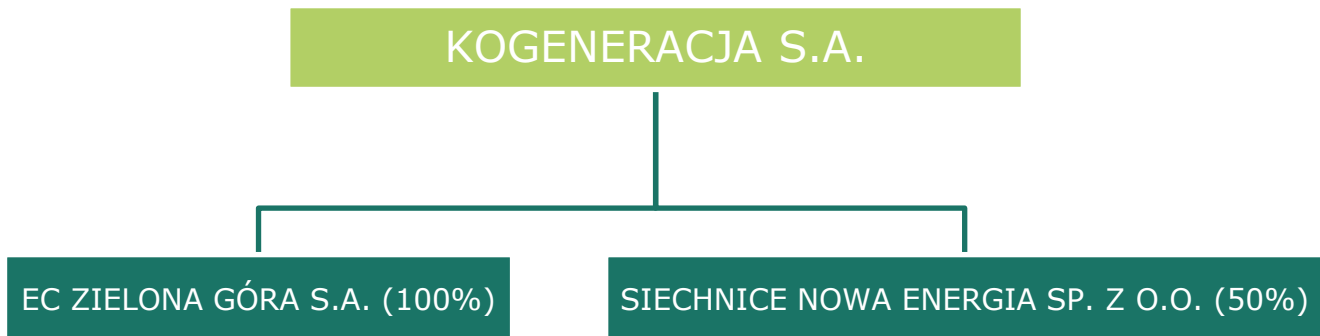 KOGENERACJA S.A.
EC ZIELONA GÓRA S.A. (100%)
SIECHNICE NOWA ENERGIA SP. Z O.O. (50%)